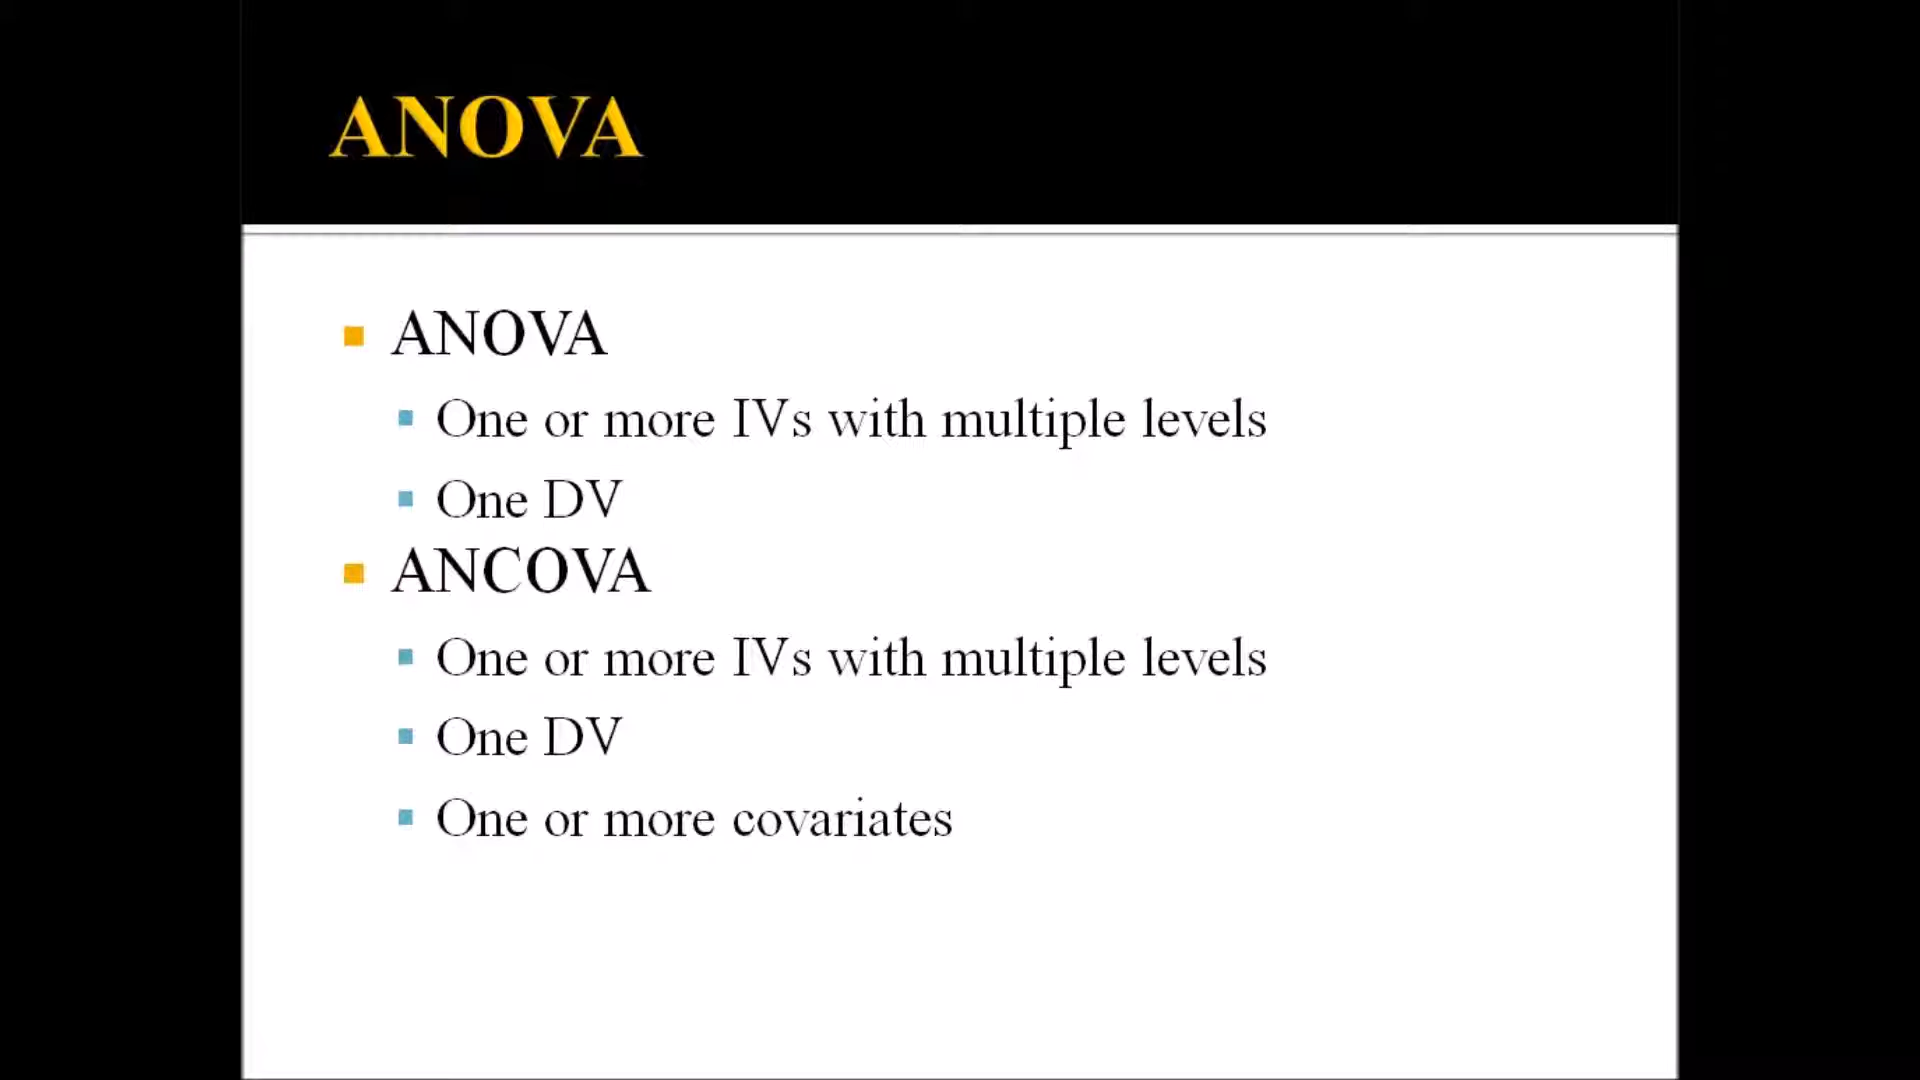 ANOVA
ANOVA
One or more IVs with multiple levels
One DV
ANCOVA
One or more IVs with multiple levels
One DV
One or more covariates